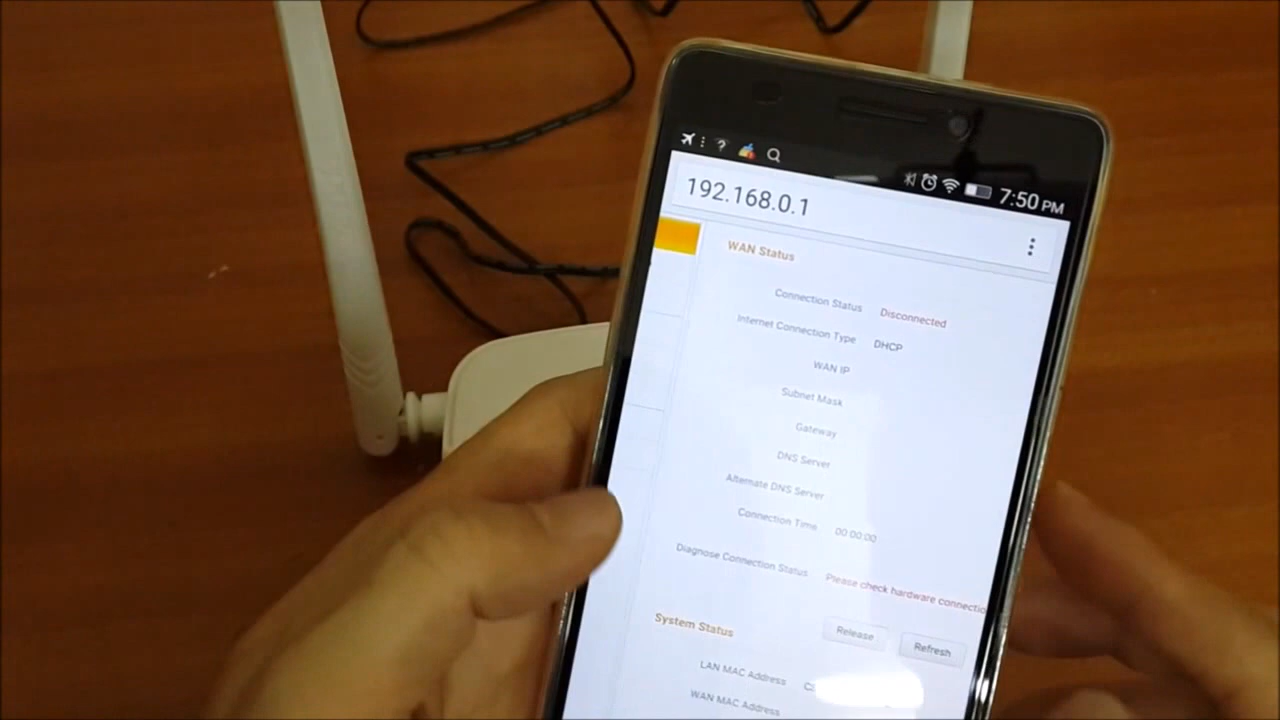 7:50 PM
192.168.0.1
WAN Status
Connection Status Disconnected
Internet Connection Type DHCP
WAN IP
Subnet Mask
Gateway
DNS Server
Alternate DNS Server
Connection Time 00:00:00
Diagnose Connection Status Please check hardware connectio
System Status
Release Refresh
LAN MAC Address
WAN MAC Address